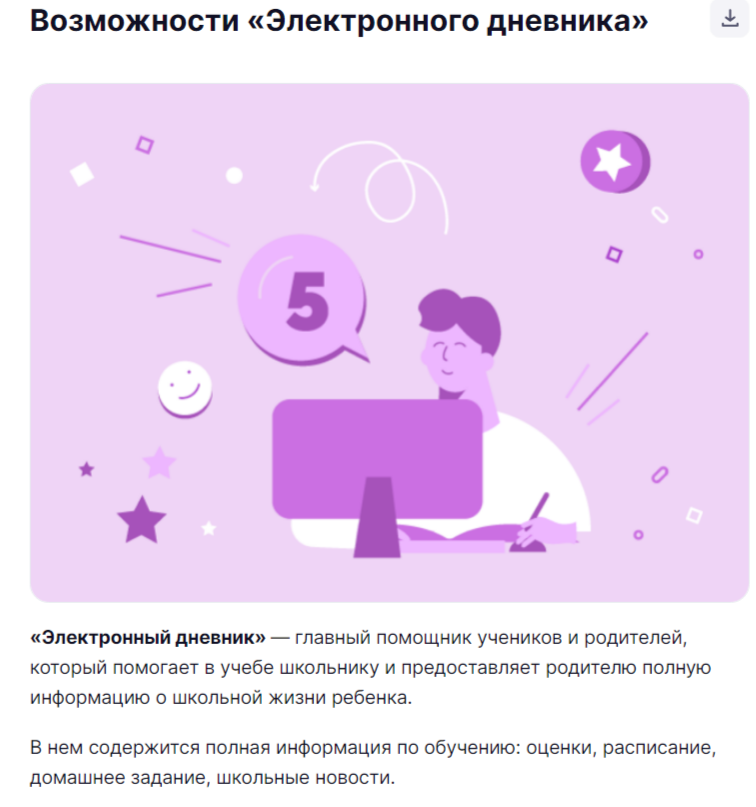 Возможности «Электронного дневника»
5
«Электронный дневник» — главный помощник учеников и родителей,
который помогает в учебе школьнику и предоставляет родителю полную
информацию о школьной жизни ребенка.
В нем содержится полная информация по обучению: оценки, расписание,
домашнее задание, школьные новости.